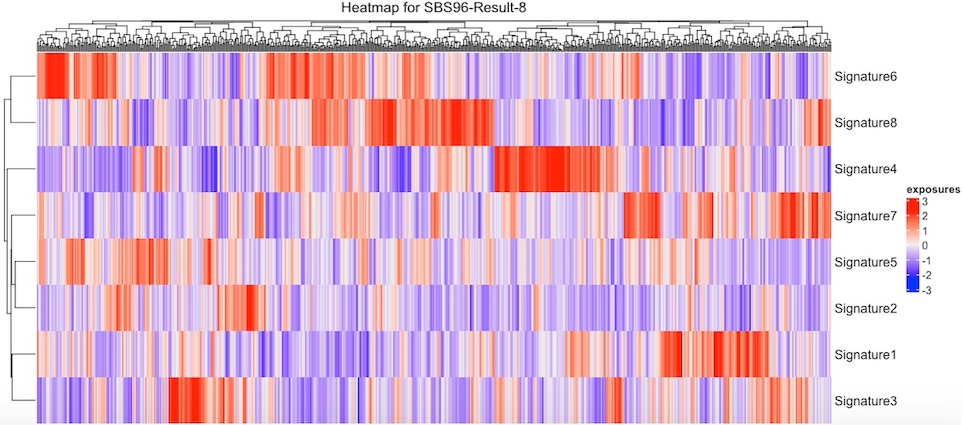 Heatmap for SBS96-Result-8
Signature6
Signature8
Signature4
Signature7
Signature5
Signature2
Signature1
Signature3
exposures
3
2
1
0
-1
-2
-3